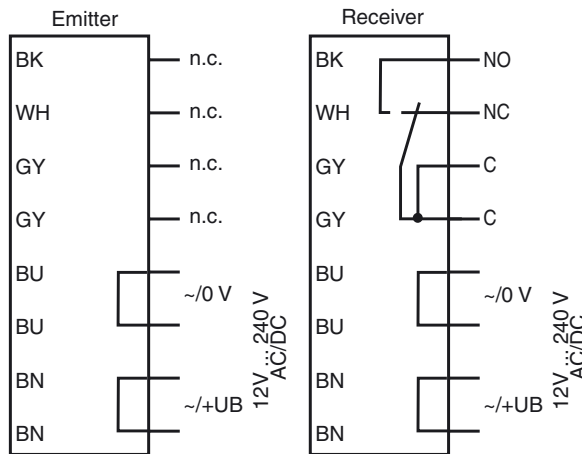 Emitter
BK n.c.
WH n.c.
GY n.c.
GY n.c.
BU
~/0 V
BU
BN
~/+UB
BN
12V ... 240 V
AC/DC
Receiver
BK NO
WH NC
GY C
GY C
BU
~/0 V
BU
BN
~/+UB
BN
12V ... 240 V
AC/DC